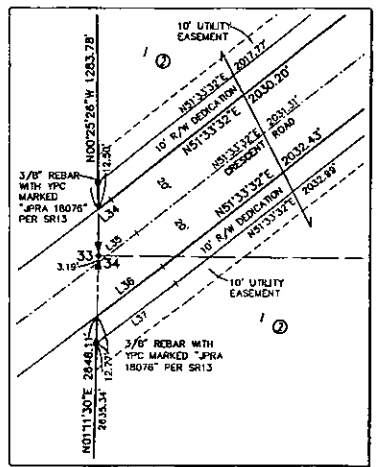 10' UTILITY
EASEMENT
1 ②
N00°25'26"W 1283.78'
12.50'
N51°33'32"E 2017.77'
10' R/W DEDICATION
N51°33'32"E 2030.20'
N51°33'32"E 2031.31'
CRESCENT
ROAD
N51°33'32"E 2032.43'
10' R/W DEDICATION
N51°33'32"E 2032.99'
3/8" REBAR
WITH YPC
MARKED
"JPRA
18076"
PER SR13
L34
20'
L35
20'
33
34
3.19'
L36
L37
10' UTILITY
EASEMENT
1 ②
N01°11'30"E 2648.11'
2635.34'
12.77'
3/8" REBAR WITH
YPC MARKED "JPRA
18076" PER SR13